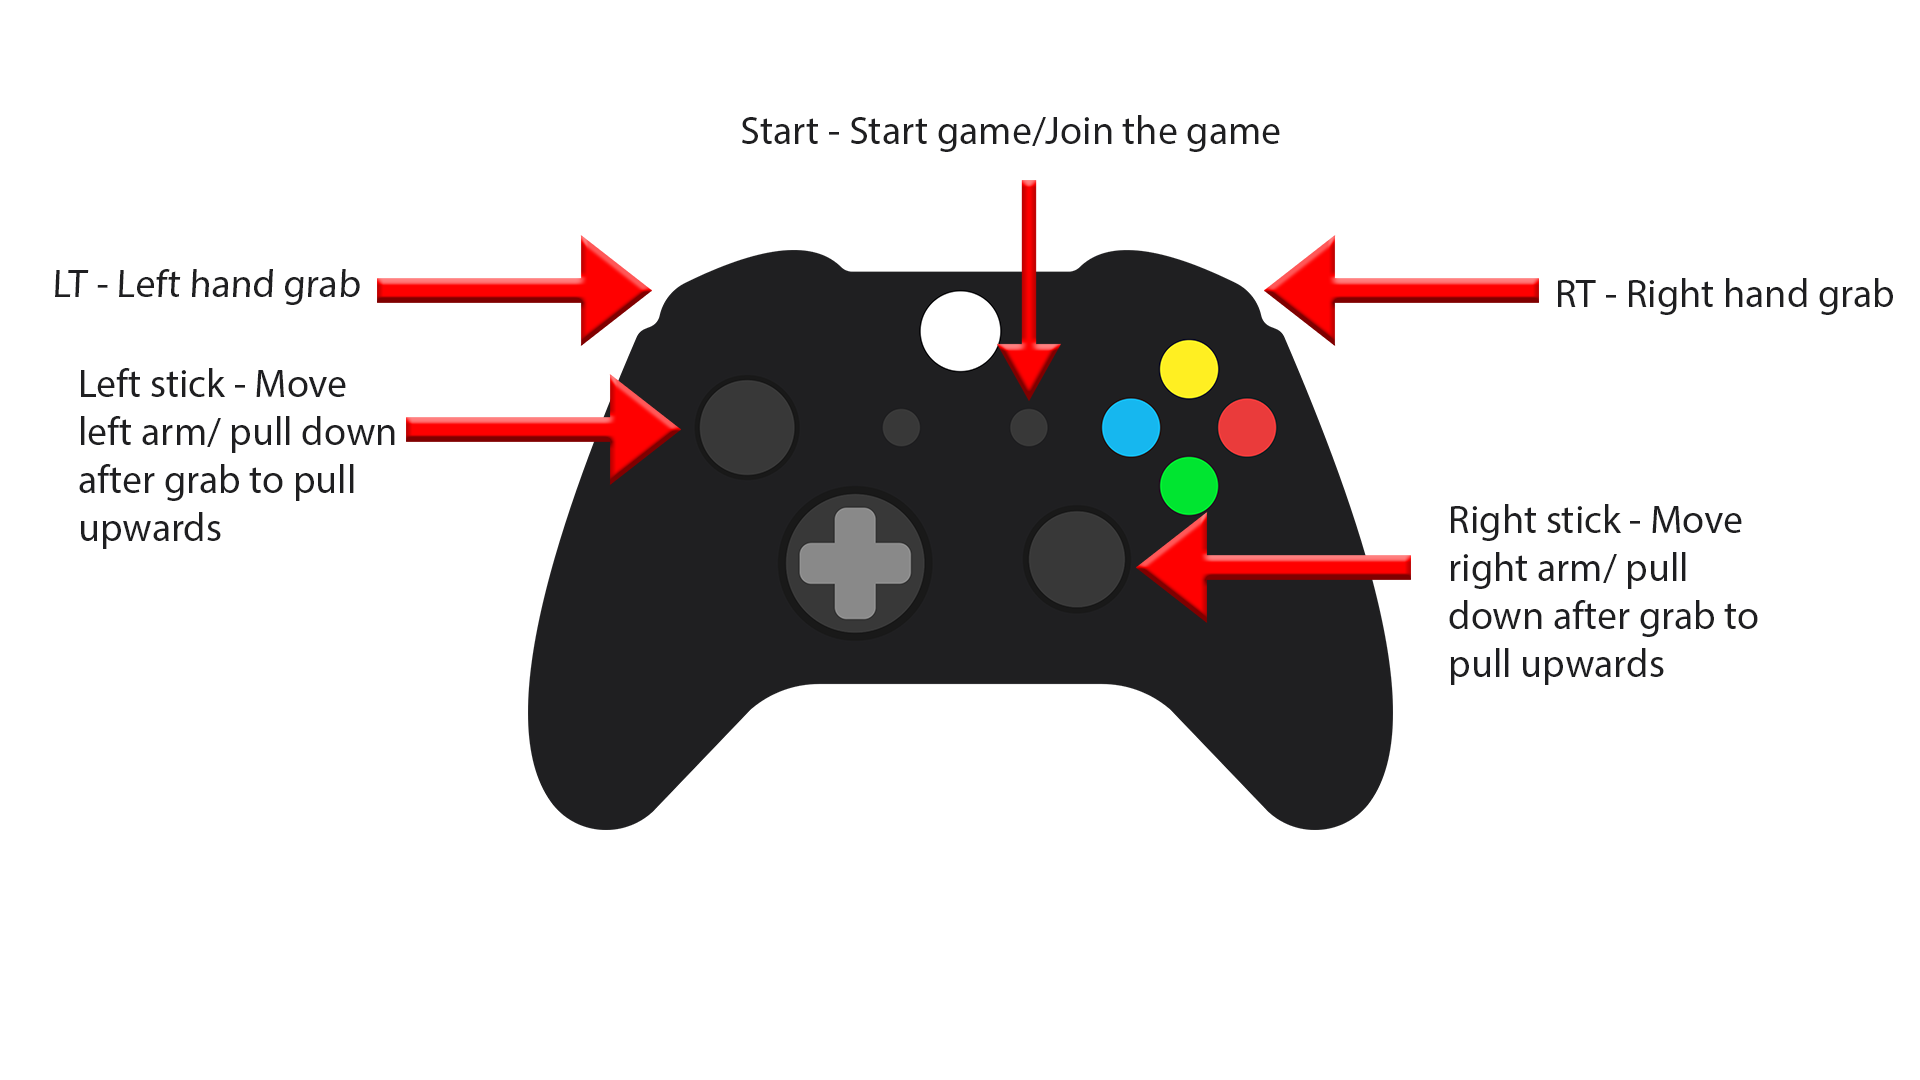 Start - Start game/Join the game
LT - Left hand grab
RT - Right hand grab
Left stick - Move
left arm/ pull down
after grab to pull
upwards
Right stick - Move
right arm/ pull
down after grab to
pull upwards